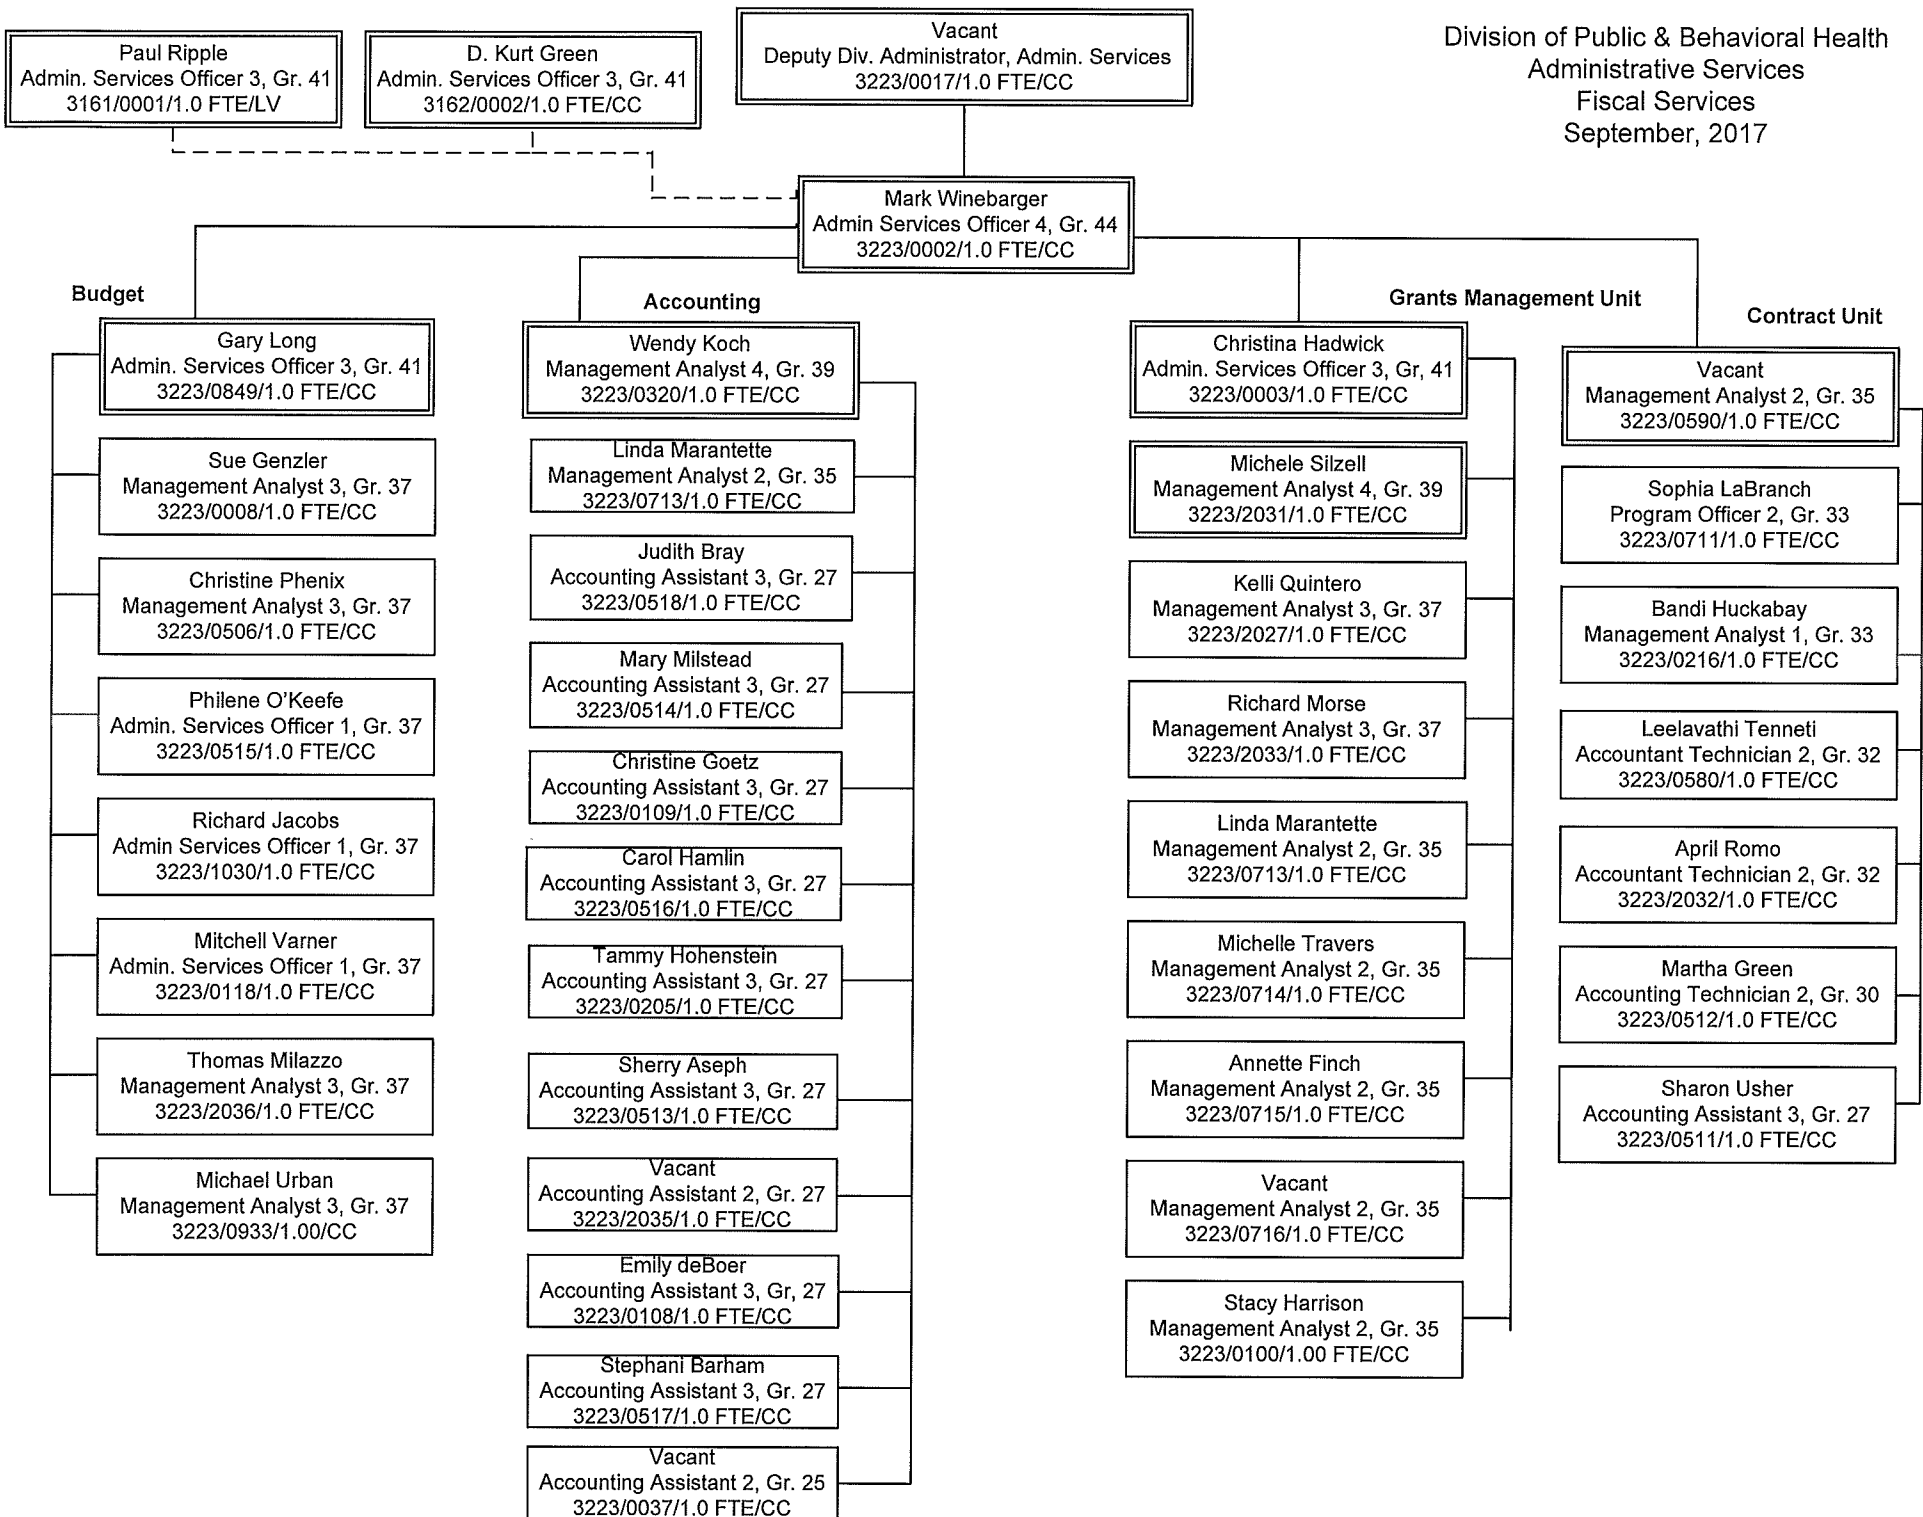 Paul Ripple
Admin. Services Officer 3, Gr. 41
3161/0001/1.0 FTE/LV
D. Kurt Green
Admin. Services Officer 3, Gr. 41
3162/0002/1.0 FTE/CC
Vacant
Deputy Div. Administrator, Admin. Services
3223/0017/1.0 FTE/CC
Division of Public & Behavioral Health
Administrative Services
Fiscal Services
September, 2017
Mark Winebarger
Admin Services Officer 4, Gr. 44
3223/0002/1.0 FTE/CC
Budget
Gary Long
Admin. Services Officer 3, Gr. 41
3223/0849/1.0 FTE/CC
Sue Genzler
Management Analyst 3, Gr. 37
3223/0008/1.0 FTE/CC
Christine Phenix
Management Analyst 3, Gr. 37
3223/0506/1.0 FTE/CC
Philene O'Keefe
Admin. Services Officer 1, Gr. 37
3223/0515/1.0 FTE/CC
Richard Jacobs
Admin Services Officer 1, Gr. 37
3223/1030/1.0 FTE/CC
Mitchell Varner
Admin. Services Officer 1, Gr. 37
3223/0118/1.0 FTE/CC
Thomas Milazzo
Management Analyst 3, Gr. 37
3223/2036/1.0 FTE/CC
Michael Urban
Management Analyst 3, Gr. 37
3223/0933/1.00/CC
Accounting
Wendy Koch
Management Analyst 4, Gr. 39
3223/0320/1.0 FTE/CC
Linda Marantette
Management Analyst 2, Gr. 35
3223/0713/1.0 FTE/CC
Judith Bray
Accounting Assistant 3, Gr. 27
3223/0518/1.0 FTE/CC
Mary Milstead
Accounting Assistant 3, Gr. 27
3223/0514/1.0 FTE/CC
Christine Goetz
Accounting Assistant 3, Gr. 27
3223/0109/1.0 FTE/CC
Carol Hamlin
Accounting Assistant 3, Gr. 27
3223/0516/1.0 FTE/CC
Tammy Hohenstein
Accounting Assistant 3, Gr. 27
3223/0205/1.0 FTE/CC
Sherry Aseph
Accounting Assistant 3, Gr. 27
3223/0513/1.0 FTE/CC
Vacant
Accounting Assistant 2, Gr. 27
3223/2035/1.0 FTE/CC
Emily deBoer
Accounting Assistant 3, Gr, 27
3223/0108/1.0 FTE/CC
Stephani Barham
Accounting Assistant 3, Gr. 27
3223/0517/1.0 FTE/CC
Vacant
Accounting Assistant 2, Gr. 25
3223/0037/1.0 FTE/CC
Grants Management Unit
Christina Hadwick
Admin. Services Officer 3, Gr, 41
3223/0003/1.0 FTE/CC
Michele Silzell
Management Analyst 4, Gr. 39
3223/2031/1.0 FTE/CC
Kelli Quintero
Management Analyst 3, Gr. 37
3223/2027/1.0 FTE/CC
Richard Morse
Management Analyst 3, Gr. 37
3223/2033/1.0 FTE/CC
Linda Marantette
Management Analyst 2, Gr. 35
3223/0713/1.0 FTE/CC
Michelle Travers
Management Analyst 2, Gr. 35
3223/0714/1.0 FTE/CC
Annette Finch
Management Analyst 2, Gr. 35
3223/0715/1.0 FTE/CC
Vacant
Management Analyst 2, Gr. 35
3223/0716/1.0 FTE/CC
Stacy Harrison
Management Analyst 2, Gr. 35
3223/0100/1.00 FTE/CC
Contract Unit
Vacant
Management Analyst 2, Gr. 35
3223/0590/1.0 FTE/CC
Sophia LaBranch
Program Officer 2, Gr. 33
3223/0711/1.0 FTE/CC
Bandi Huckabay
Management Analyst 1, Gr. 33
3223/0216/1.0 FTE/CC
Leelavathi Tenneti
Accountant Technician 2, Gr. 32
3223/0580/1.0 FTE/CC
April Romo
Accountant Technician 2, Gr. 32
3223/2032/1.0 FTE/CC
Martha Green
Accounting Technician 2, Gr. 30
3223/0512/1.0 FTE/CC
Sharon Usher
Accounting Assistant 3, Gr. 27
3223/0511/1.0 FTE/CC